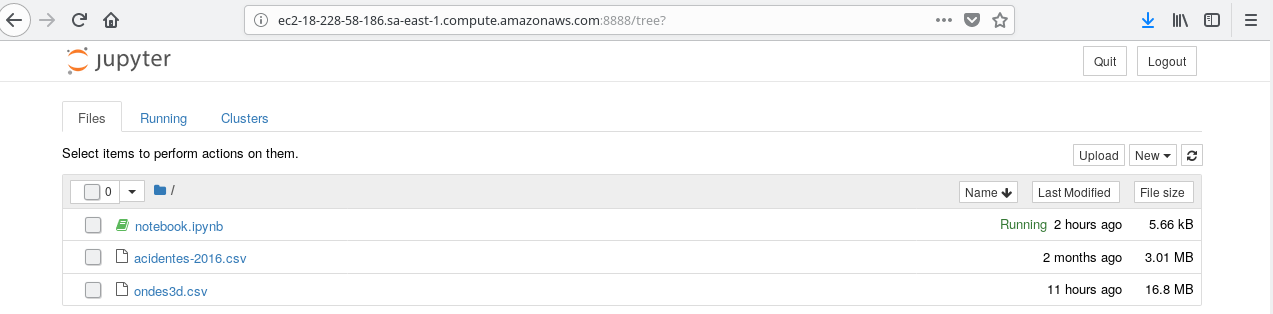 ec2-18-228-58-186.sa-east-1.compute.amazonaws.com:8888/tree?
jupyter Quit Logout
Files Running Clusters
Select items to perform actions on them. Upload New
0 / Name Last Modified File size
notebook.ipynb Running 2 hours ago 5.66 kB
acidentes-2016.csv 2 months ago 3.01 MB
ondes3d.csv 11 hours ago 16.8 MB